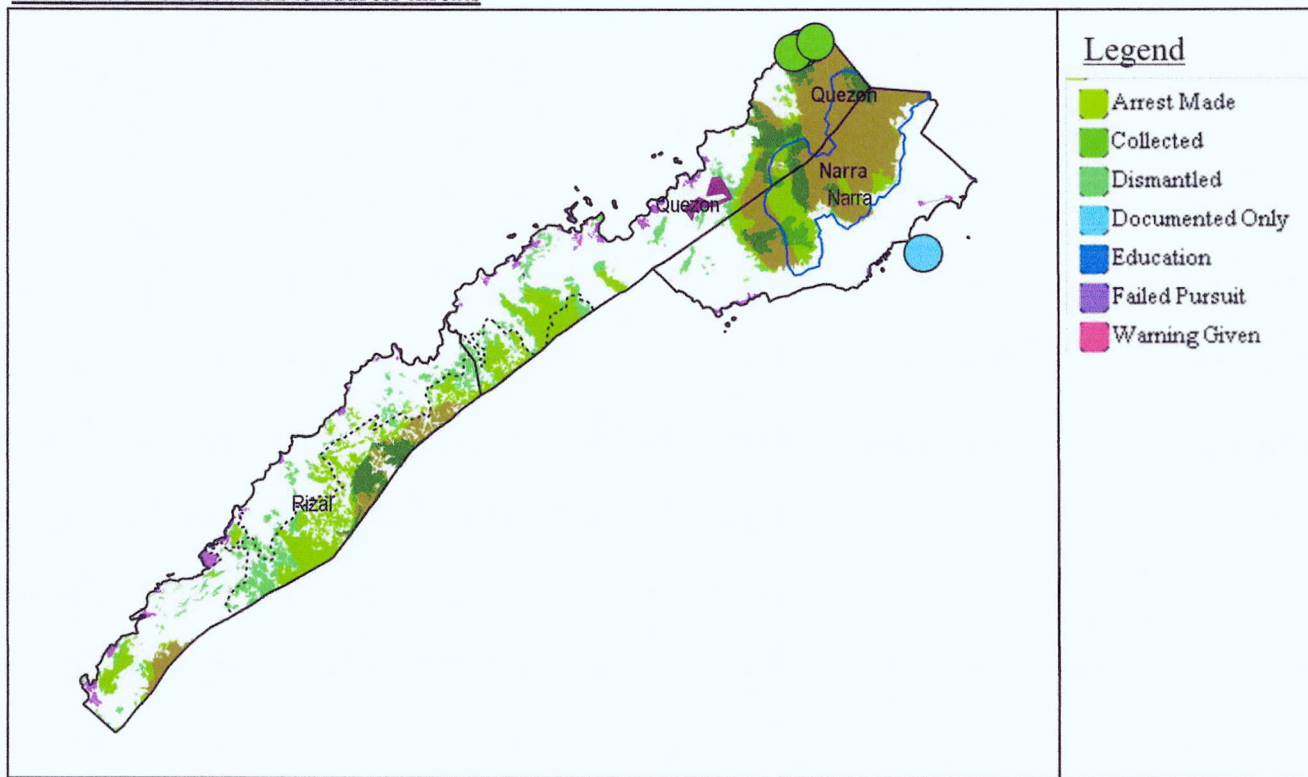 Quezon
Narra
Narra
Quezon
Rizal
Legend
Arrest Made
Collected
Dismantled
Documented Only
Education
Failed Pursuit
Warning Given